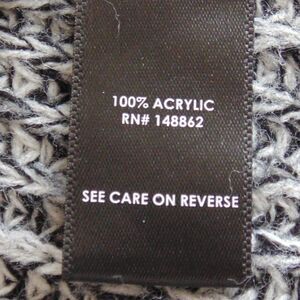 100% ACRYLIC
RN# 148862
SEE CARE ON REVERSE